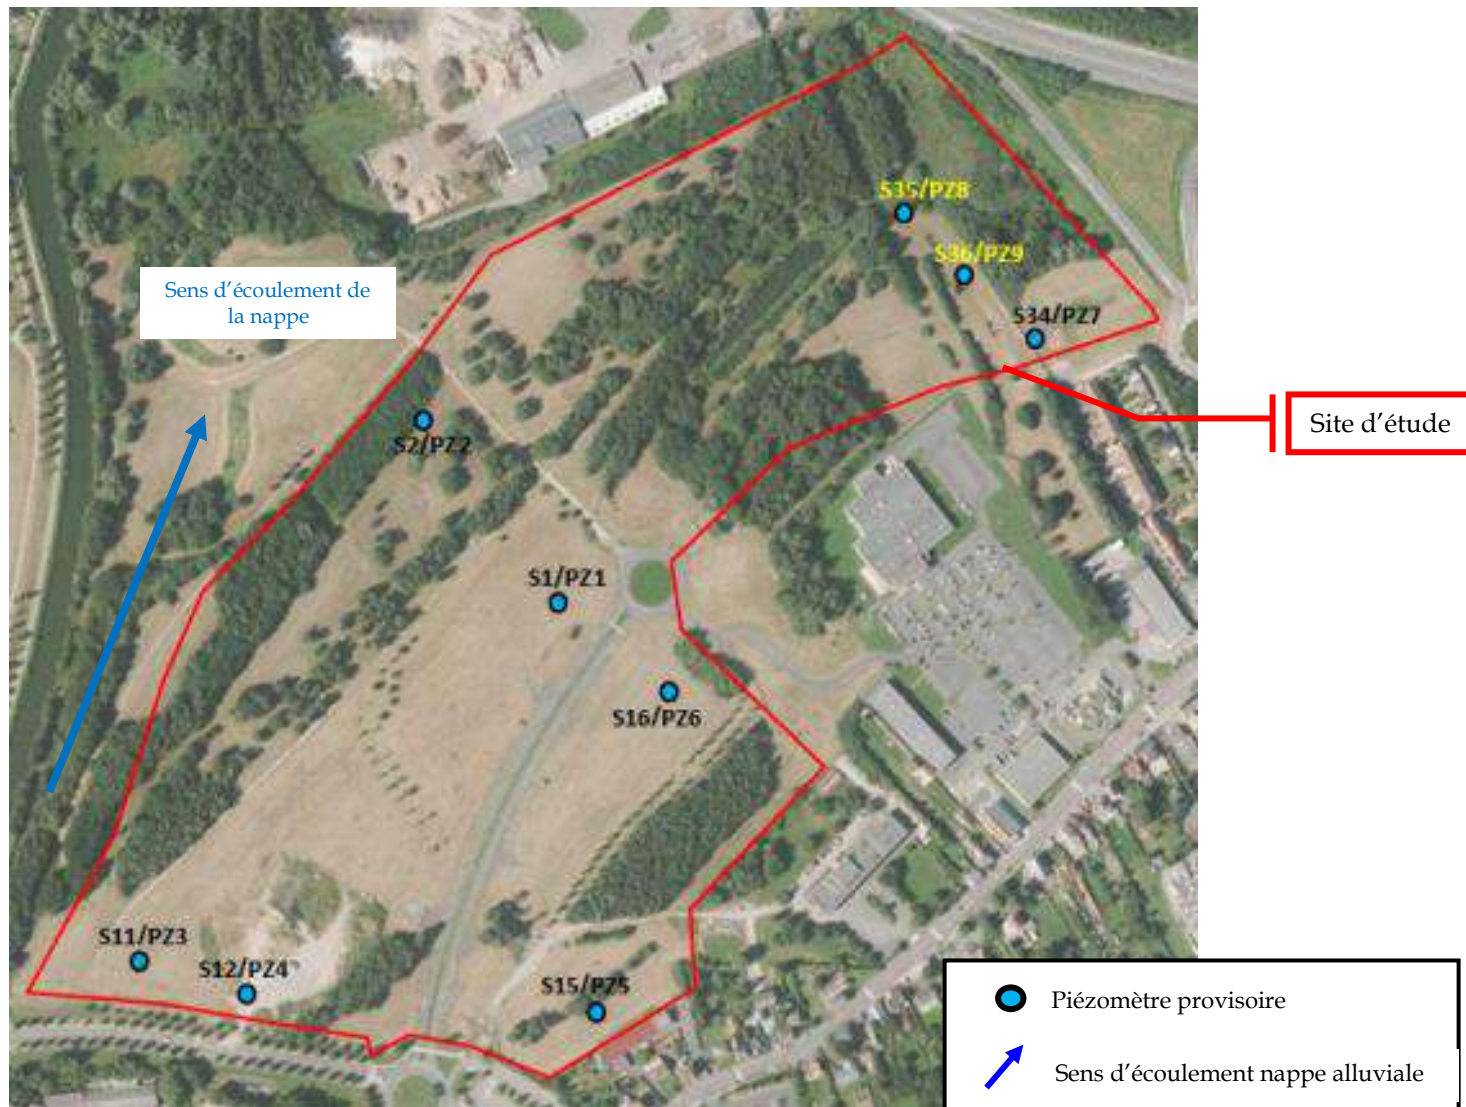 S35/PZ8
S36/PZ9
Sens d'écoulement de
la nappe
S34/PZ7
Site d'étude
S2/PZ2
S1/PZ1
S16/PZ6
S11/PZ3
S12/PZ4
S15/PZ5
Piézomètre provisoire
Sens d'écoulement nappe alluviale